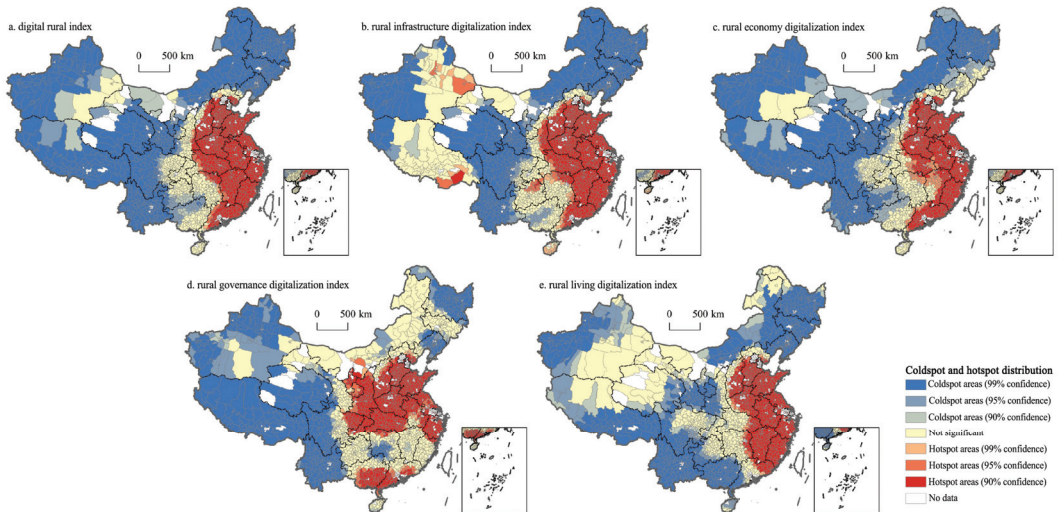 a. digital rural index
0 500 km
b. rural infrastructure digitalization index
0 500 km
c. rural economy digitalization index
0 500 km
d. rural governance digitalization index
0 500 km
e. rural living digitalization index
0 500 km
Coldspot and hotspot distribution
Coldspot areas (99% confidence)
Coldspot areas (95% confidence)
Coldspot areas (90% confidence)
Not significant
Hotspot areas (99% confidence)
Hotspot areas (95% confidence)
Hotspot areas (90% confidence)
No data